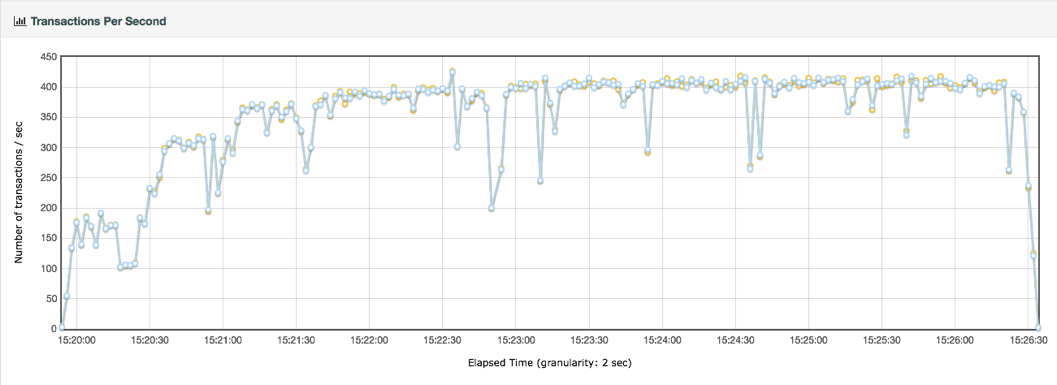 Transactions Per Second
450
400
350
300
250
200
150
100
50
0
Number of transactions / sec
15:20:00 15:20:30 15:21:00 15:21:30 15:22:00 15:22:30 15:23:00 15:23:30 15:24:00 15:24:30 15:25:00 15:25:30 15:26:00 15:26:30
Elapsed Time (granularity: 2 sec)